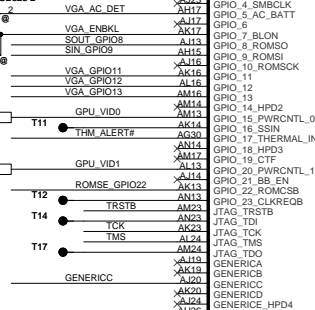 AJ23
GPIO_4_SMBCLK
2 VGA_AC_DET AH17 GPIO_5_AC_BATT
@ AJ17 GPIO_6
VGA_ENBKL AK17 GPIO_7_BLON
SOUT_GPIO8 AJ13 GPIO_8_ROMSO
SIN_GPIO9 AH15 GPIO_9_ROMSI
@ AJ16 GPIO_10_ROMSCK
VGA_GPIO11 AK16 GPIO_11
VGA_GPIO12 AL16 GPIO_12
VGA_GPIO13 AM16 GPIO_13
AM14 GPIO_14_HPD2
GPU_VID0 AM13 GPIO_15_PWRCNTL_0
T11 AK14 GPIO_16_SSIN
THM_ALERT# AG30 GPIO_17_THERMAL_IN
AN14 GPIO_18_HPD3
AM17 GPIO_19_CTF
GPU_VID1 AL13 GPIO_20_PWRCNTL_1
AJ14 GPIO_21_BB_EN
ROMSE_GPIO22 AK13 GPIO_22_ROMCSB
T12 AN13 GPIO_23_CLKREQB
TRSTB AM23 JTAG_TRSTB
T14 AN23 JTAG_TDI
TCK AK23 JTAG_TCK
TMS AL24 JTAG_TMS
T17 AM24 JTAG_TDO
AJ19 GENERICA
AK19 GENERICB
GENERICC AJ20 GENERICC
AK20 GENERICD
AJ24 GENERICE_HPD4